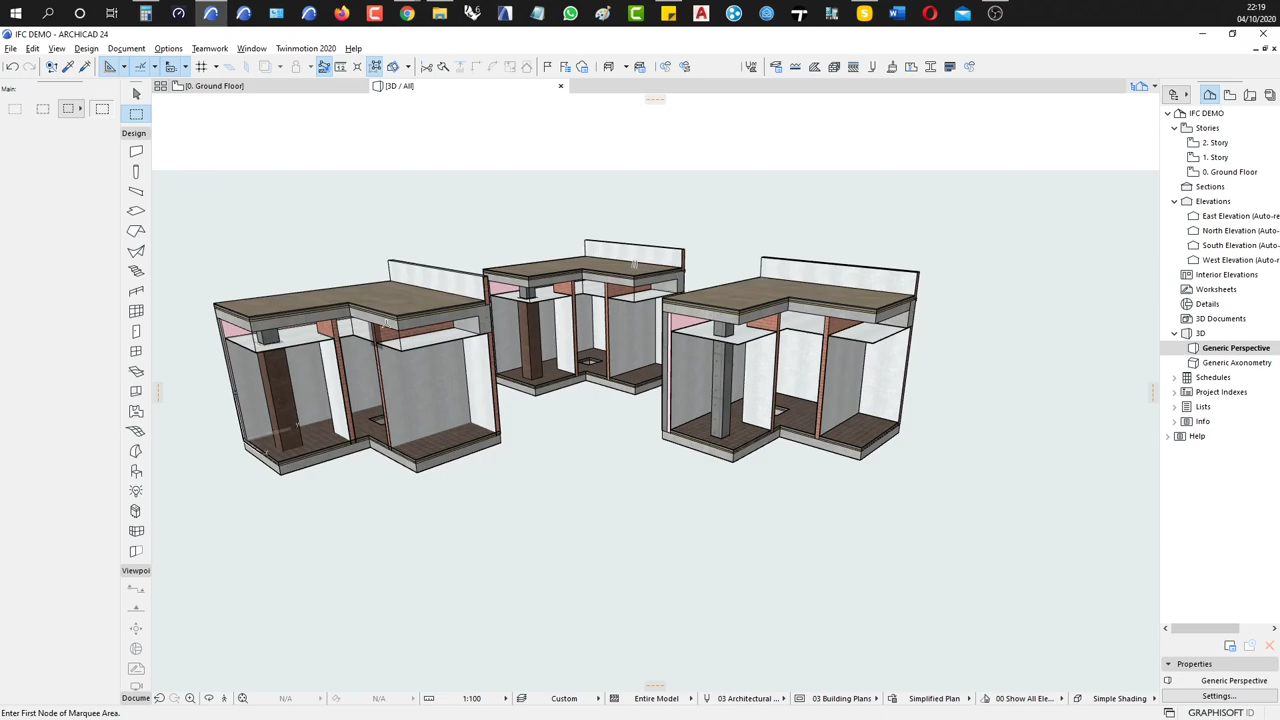 22:19
04/10/2020
IFC DEMO - ARCHICAD 24
File Edit View Design Document Options Teamwork Window Twinmotion 2020 Help
[0. Ground Floor]
[3D / All]
Main:
Design
Viewpoi
Docume
IFC DEMO
Stories
2. Story
1. Story
0. Ground Floor
Sections
Elevations
East Elevation (Auto-re
North Elevation (Auto-
South Elevation (Auto-
West Elevation (Auto-r
Interior Elevations
Worksheets
Details
3D Documents
3D
Generic Perspective
Generic Axonometry
Schedules
Project Indexes
Lists
Info
Help
Properties
Generic Perspective
Settings...
N/A
N/A
1:100
Custom
Entire Model
03 Architectural ...
03 Building Plans
Simplified Plan
00 Show All Ele...
Simple Shading
Enter First Node of Marquee Area.
GRAPHISOFT ID